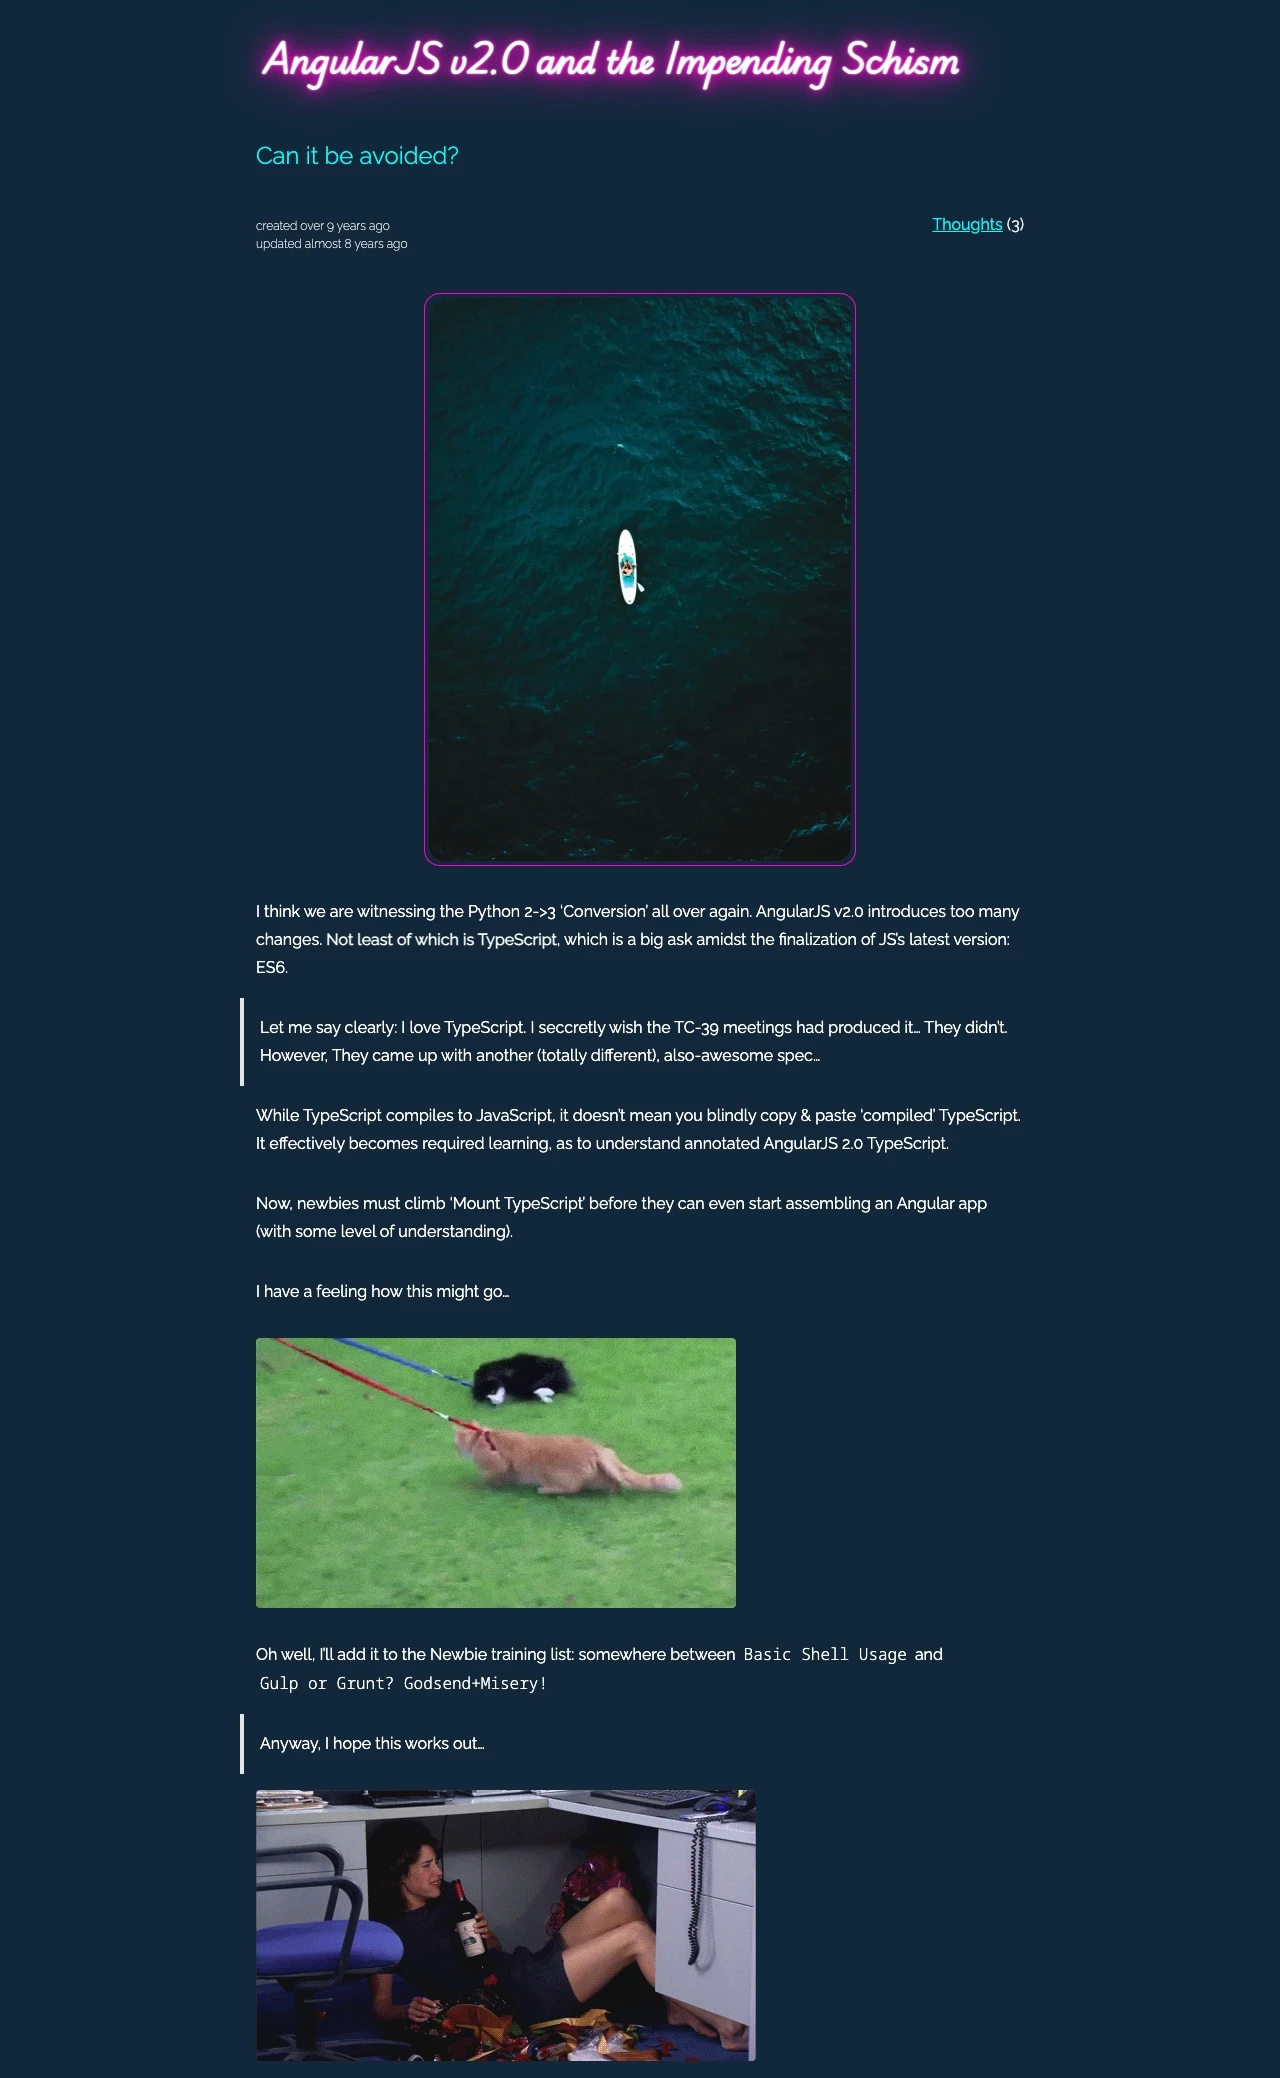 AngularJS v2.0 and the Impending Schism
Can it be avoided?
created over 9 years ago
updated almost 8 years ago
Thoughts (3)
I think we are witnessing the Python 2->3 ‘Conversion’ all over again. AngularJS v2.0 introduces too many
changes. Not least of which is TypeScript, which is a big ask amidst the finalization of JS’s latest version:
ES6.
Let me say clearly: I love TypeScript. I seccretly wish the TC-39 meetings had produced it… They didn’t.
However, They came up with another (totally different), also-awesome spec…
While TypeScript compiles to JavaScript, it doesn’t mean you blindly copy & paste ‘compiled’ TypeScript.
It effectively becomes required learning, as to understand annotated AngularJS 2.0 TypeScript.
Now, newbies must climb ‘Mount TypeScript’ before they can even start assembling an Angular app
(with some level of understanding).
I have a feeling how this might go…
Oh well, I’ll add it to the Newbie training list: somewhere between Basic Shell Usage and
Gulp or Grunt? Godsend+Misery!
Anyway, I hope this works out…